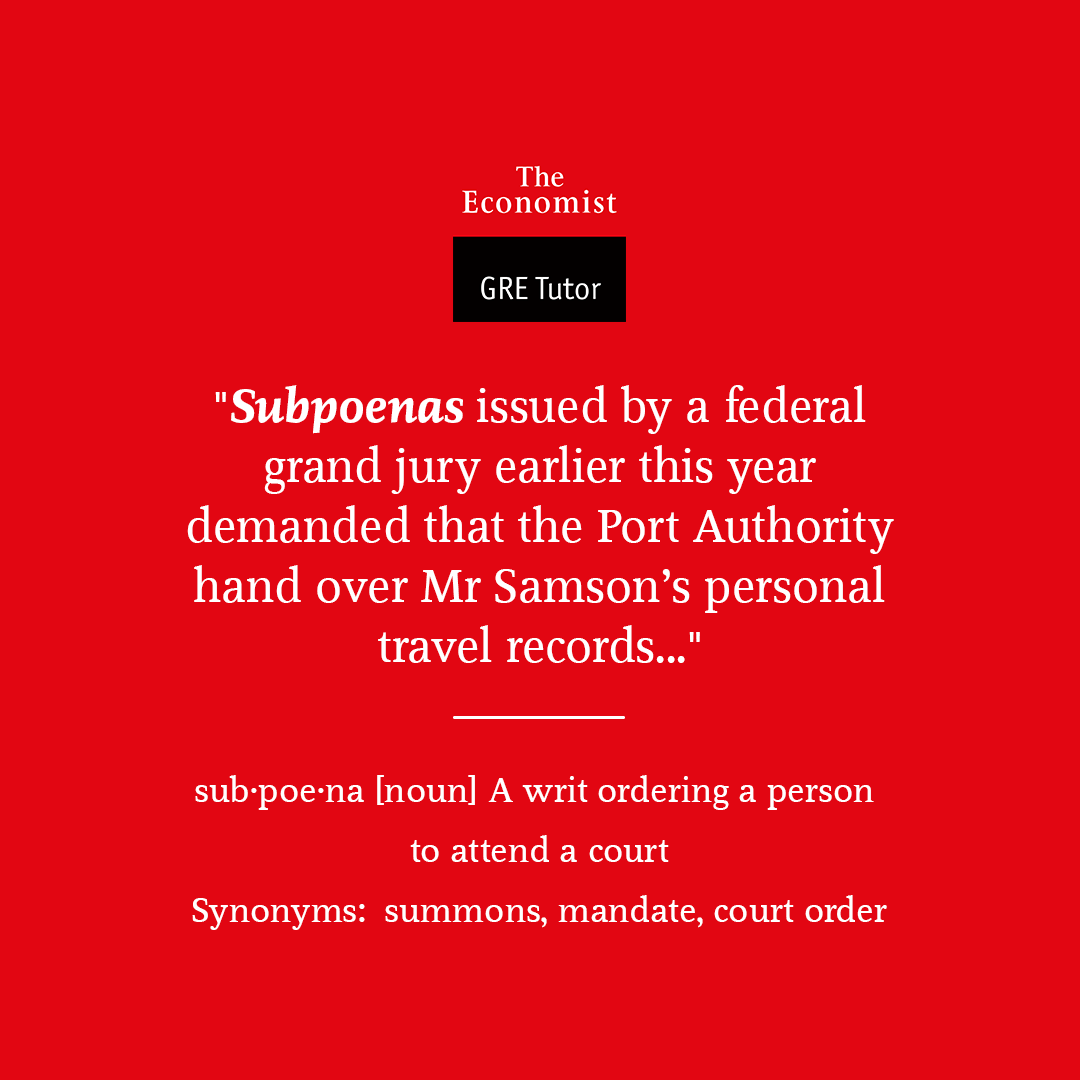 The
Economist
GRE Tutor
"Subpoenas issued by a federal
grand jury earlier this year
demanded that the Port Authority
hand over Mr Samson’s personal
travel records..."
sub·poe·na [noun] A writ ordering a person
to attend a court
Synonyms:  summons, mandate, court order